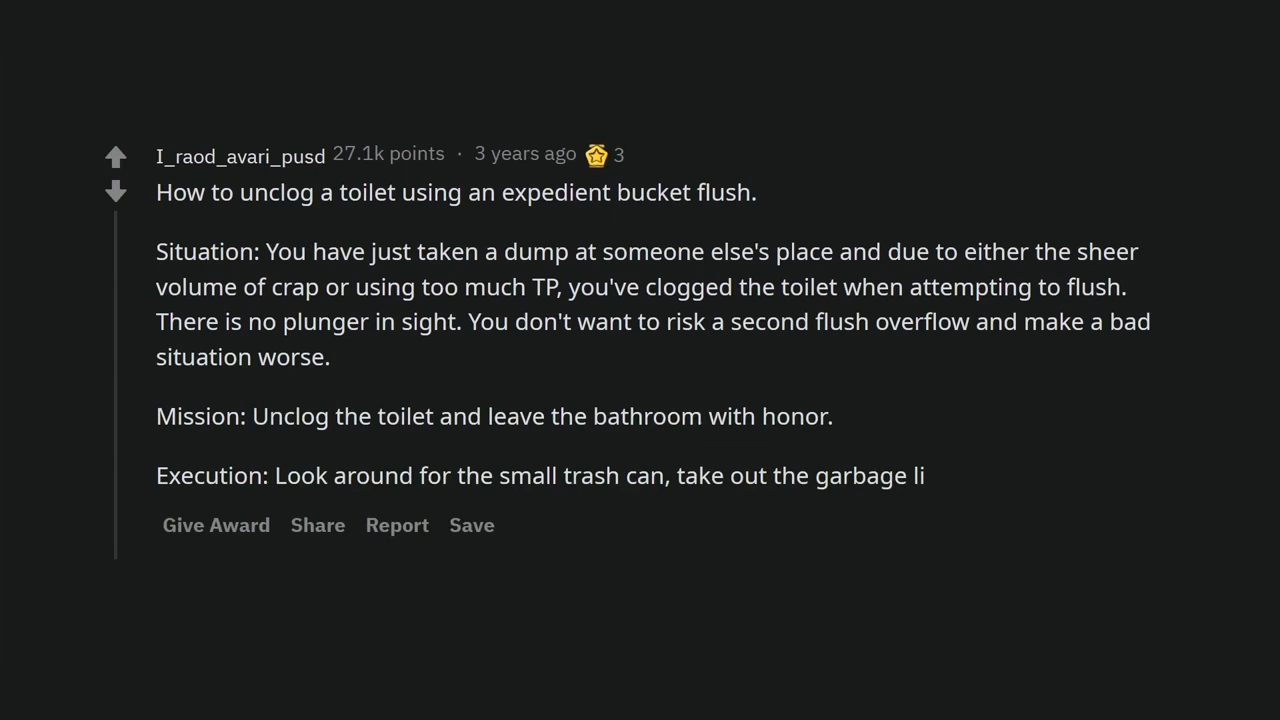 I_raod_avari_pusd 27.1k points · 3 years ago 3
How to unclog a toilet using an expedient bucket flush.
Situation: You have just taken a dump at someone else's place and due to either the sheer
volume of crap or using too much TP, you've clogged the toilet when attempting to flush.
There is no plunger in sight. You don't want to risk a second flush overflow and make a bad
situation worse.
Mission: Unclog the toilet and leave the bathroom with honor.
Execution: Look around for the small trash can, take out the garbage li
Give Award Share Report Save